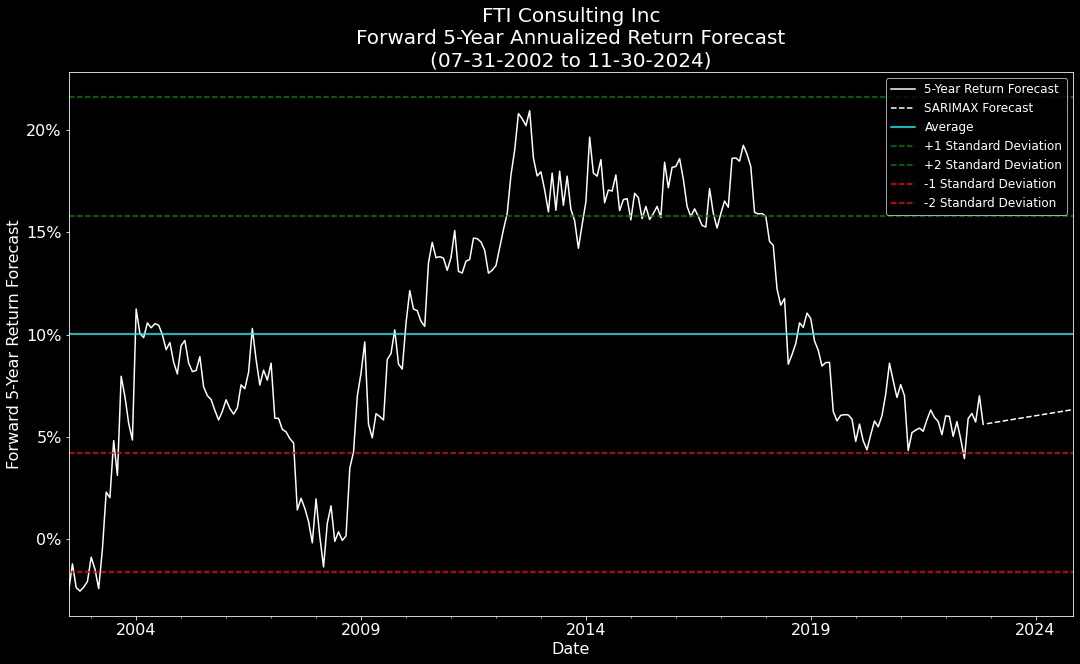 FTI Consulting Inc
Forward 5-Year Annualized Return Forecast
(07-31-2002 to 11-30-2024)
5-Year Return Forecast
SARIMAX Forecast
Average
+1 Standard Deviation
+2 Standard Deviation
-1 Standard Deviation
-2 Standard Deviation
Forward 5-Year Return Forecast
20%
15%
10%
5%
0%
2004 2009 2014 2019 2024
Date